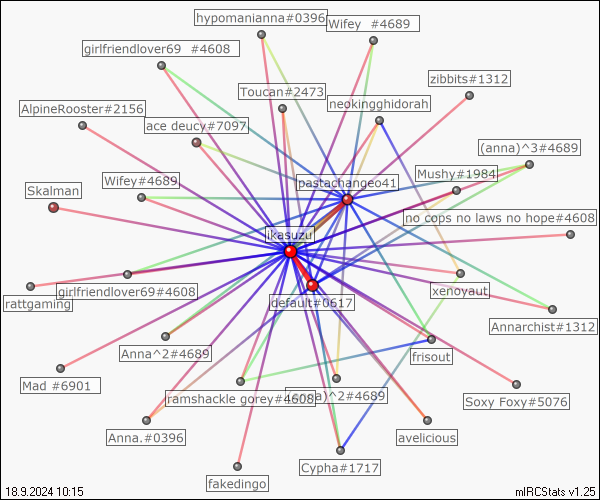 hypomanianna#0396
Wifey  #4689
girlfriendlover69  #4608
zibbits#1312
Toucan#2473
neokingghidorah
AlpineRooster#2156
ace deucy#7097
(anna)^3#4689
Mushy#1984
Wifey#4689
pastachangeo41
Skalman
no cops no laws no hope#4608
ikasuzu
xenoyaut
girlfriendlover69#4608
default#0617
rattgaming
Annarchist#1312
Anna^2#4689
frisout
Mad #6901
ramshackle gorey#4608
)^2#4689
Soxy Foxy#5076
Anna.#0396
avelicious
Cypha#1717
fakedingo
18.9.2024 10:15
mIRCStats v1.25